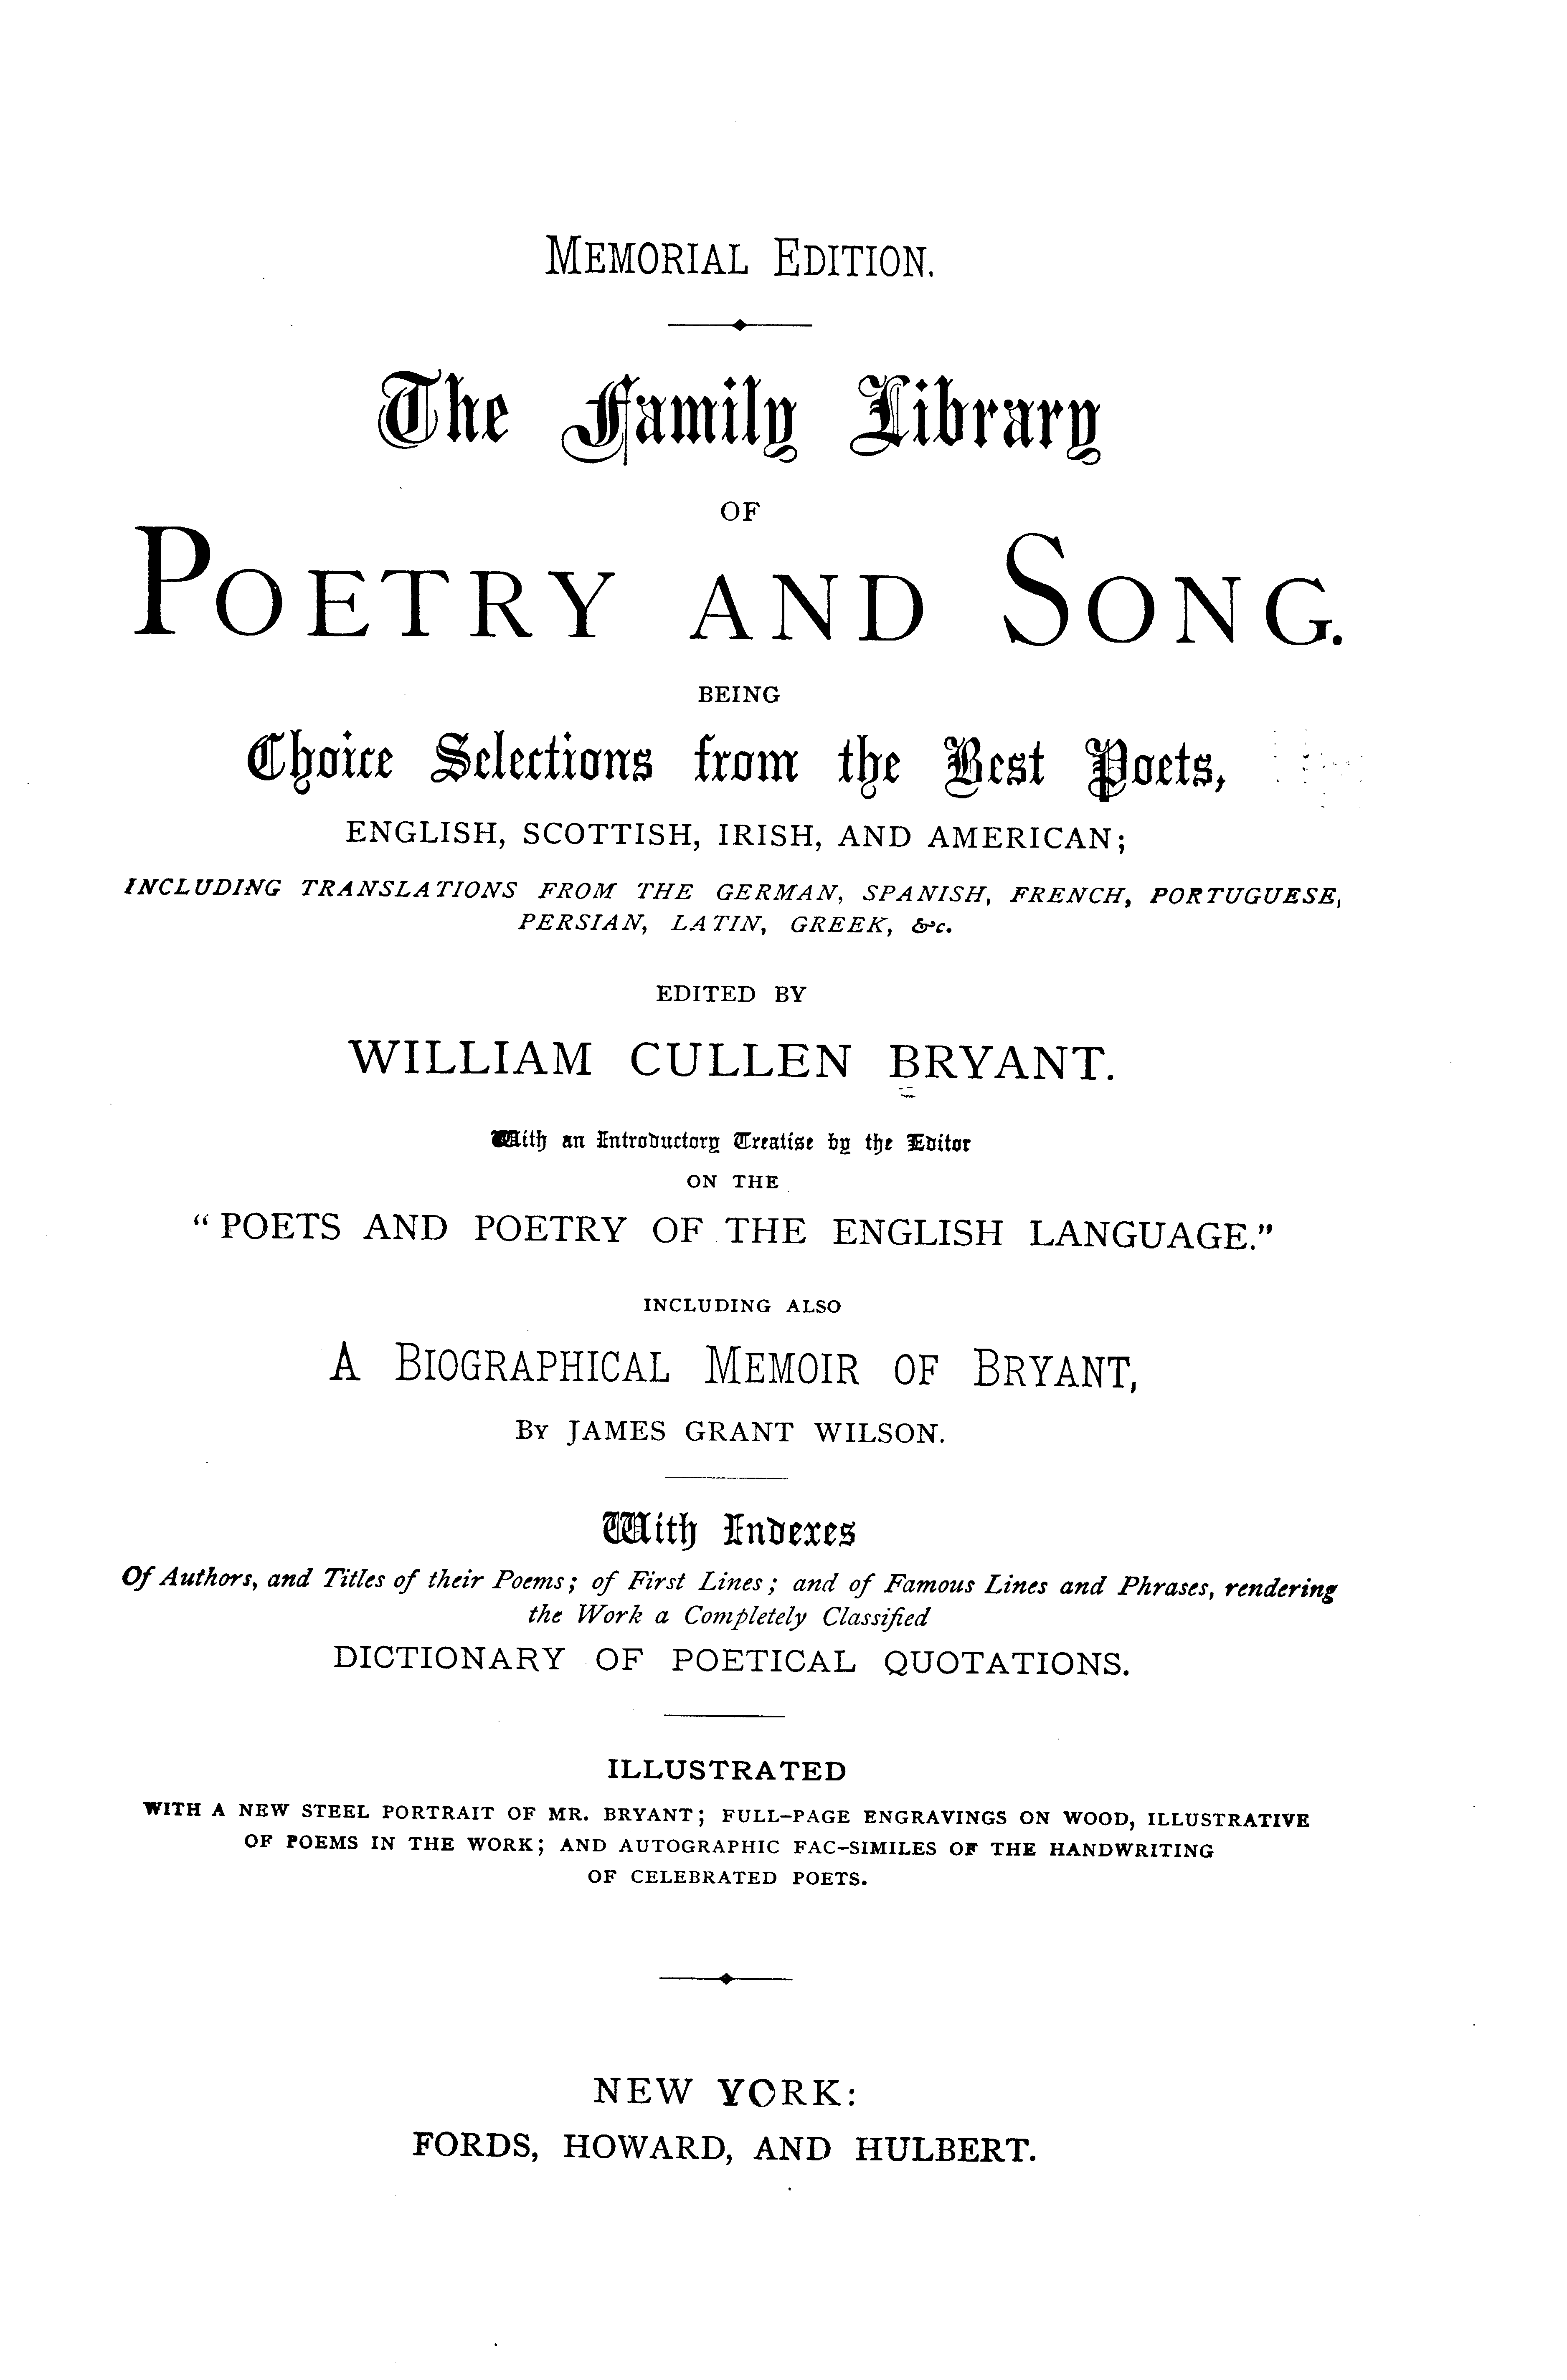 MEMORIAL EDITION.
The Family Library
OF
POETRY AND SONG.
BEING
Choice Selections from the Best Poets,
ENGLISH, SCOTTISH, IRISH, AND AMERICAN;
INCLUDING TRANSLATIONS FROM THE GERMAN, SPANISH, FRENCH, PORTUGUESE,
PERSIAN, LATIN, GREEK, &c.
EDITED BY
WILLIAM CULLEN BRYANT.
With an Introductory Treatise by the Editor
ON THE
"POETS AND POETRY OF THE ENGLISH LANGUAGE."
INCLUDING ALSO
A BIOGRAPHICAL MEMOIR OF BRYANT,
BY JAMES GRANT WILSON.
With Indexes
Of Authors, and Titles of their Poems; of First Lines; and of Famous Lines and Phrases, rendering
the Work a Completely Classified
DICTIONARY OF POETICAL QUOTATIONS.
ILLUSTRATED
WITH A NEW STEEL PORTRAIT OF MR. BRYANT; FULL-PAGE ENGRAVINGS ON WOOD, ILLUSTRATIVE
OF POEMS IN THE WORK; AND AUTOGRAPHIC FAC-SIMILES OF THE HANDWRITING
OF CELEBRATED POETS.
NEW YORK:
FORDS, HOWARD, AND HULBERT.